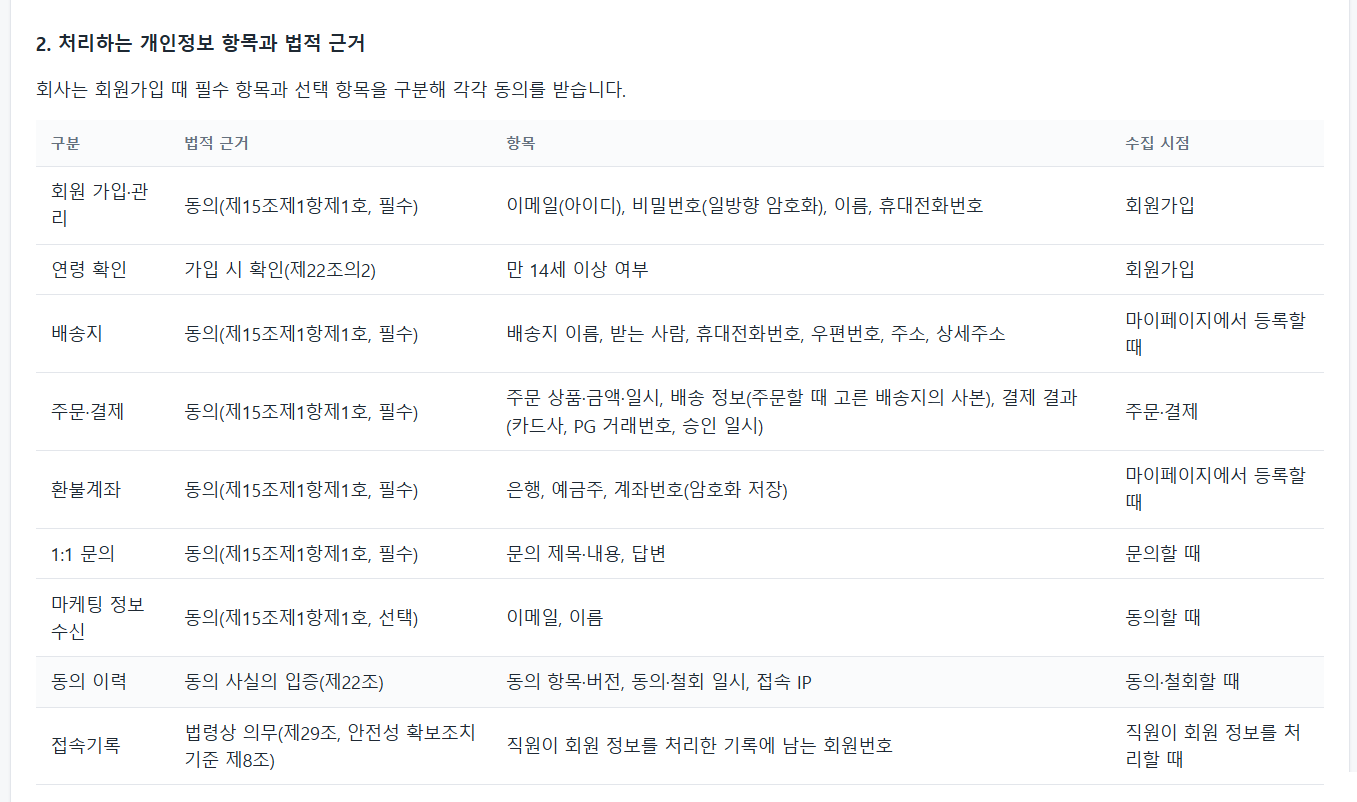 2. 처리하는 개인정보 항목과 법적 근거
회사는 회원가입 때 필수 항목과 선택 항목을 구분해 각각 동의를 받습니다.
구분 법적 근거 항목 수집 시점
회원 가입·관리 동의(제15조제1항제1호, 필수) 이메일(아이디), 비밀번호(일방향 암호화), 이름, 휴대전화번호 회원가입
연령 확인 가입 시 확인(제22조의2) 만 14세 이상 여부 회원가입
배송지 동의(제15조제1항제1호, 필수) 배송지 이름, 받는 사람, 휴대전화번호, 우편번호, 주소, 상세주소 마이페이지에서 등록할 때
주문·결제 동의(제15조제1항제1호, 필수) 주문 상품·금액·일시, 배송 정보(주문할 때 고른 배송지의 사본), 결제 결과(카드사, PG 거래번호, 승인 일시) 주문·결제
환불계좌 동의(제15조제1항제1호, 필수) 은행, 예금주, 계좌번호(암호화 저장) 마이페이지에서 등록할 때
1:1 문의 동의(제15조제1항제1호, 필수) 문의 제목·내용, 답변 문의할 때
마케팅 정보 수신 동의(제15조제1항제1호, 선택) 이메일, 이름 동의할 때
동의 이력 동의 사실의 입증(제22조) 동의 항목·버전, 동의·철회 일시, 접속 IP 동의·철회할 때
접속기록 법령상 의무(제29조, 안전성 확보조치 기준 제8조) 직원이 회원 정보를 처리한 기록에 남는 회원번호 직원이 회원 정보를 처리할 때